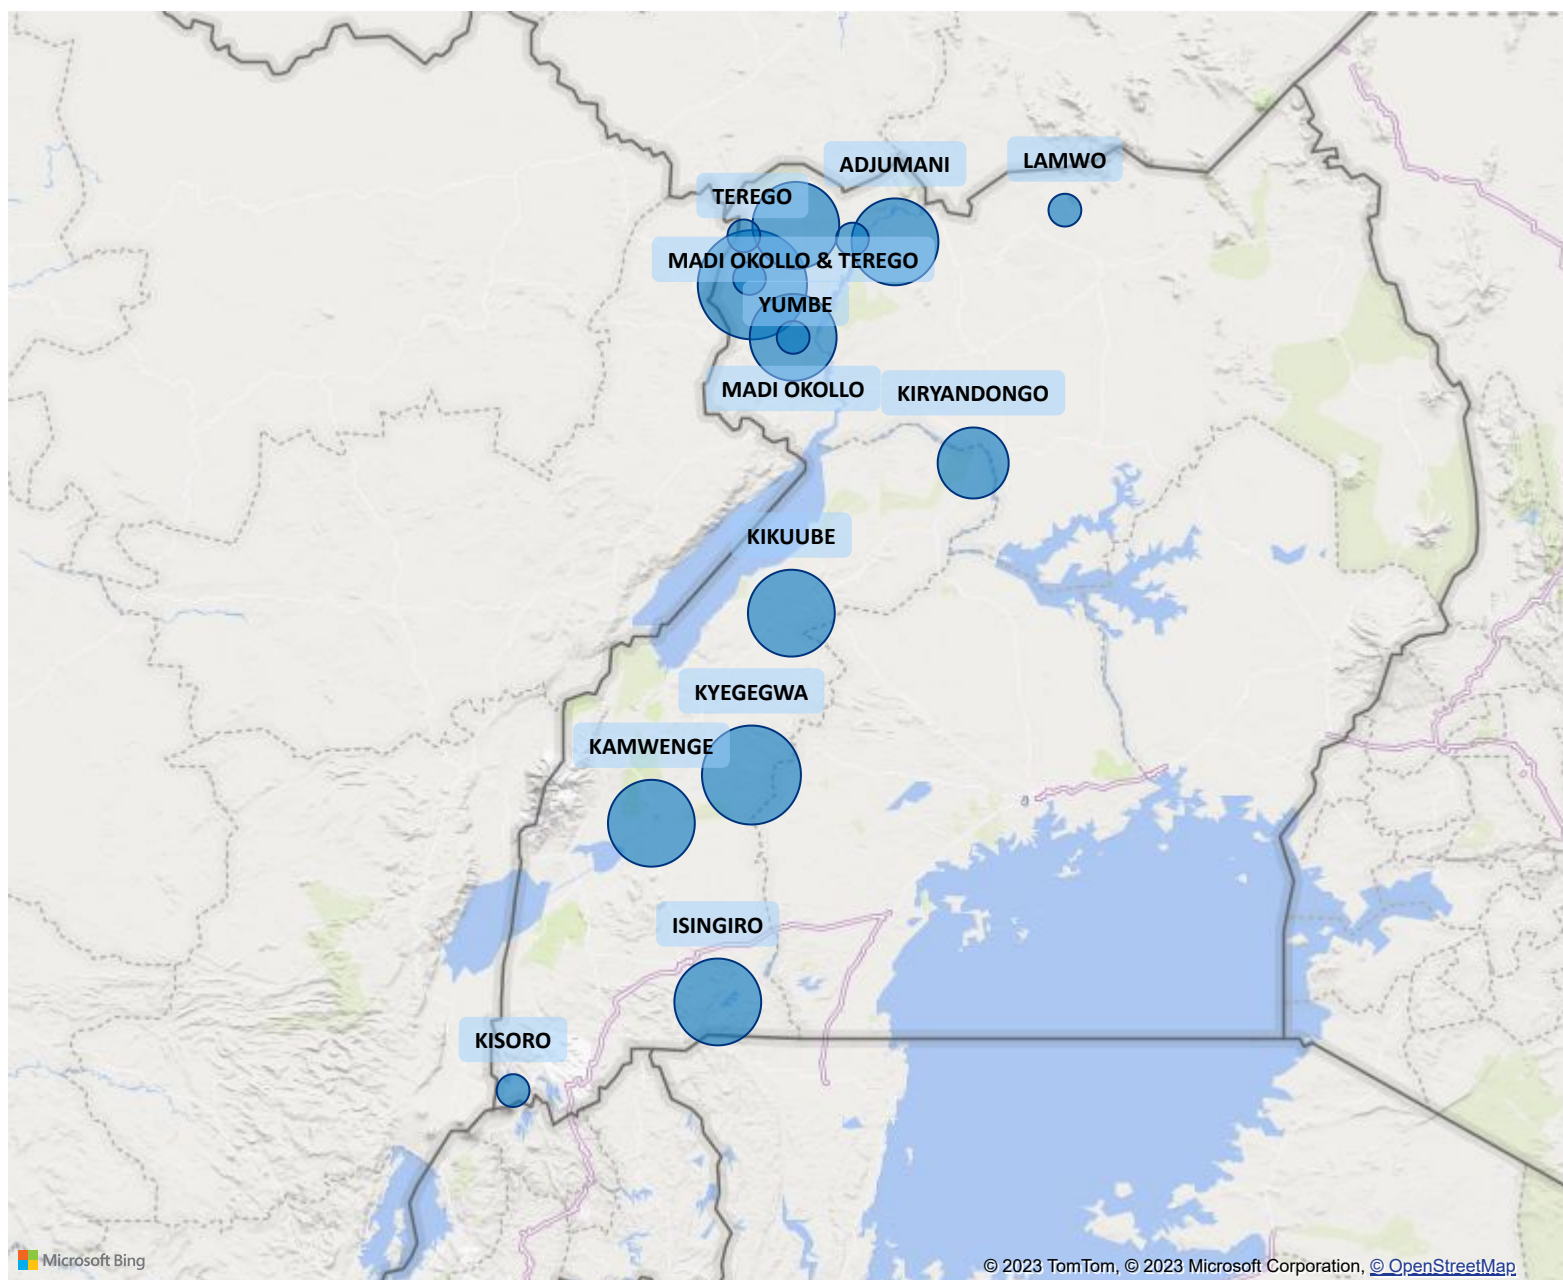 ADJUMANI
LAMWO
TEREGO
MADI OKOLLO & TEREGO
YUMBE
MADI OKOLLO
KIRYANDONGO
KIKUUBE
KYEGEGWA
KAMWENGE
ISINGIRO
KISORO
Microsoft Bing
© 2023 TomTom, © 2023 Microsoft Corporation, © OpenStreetMap